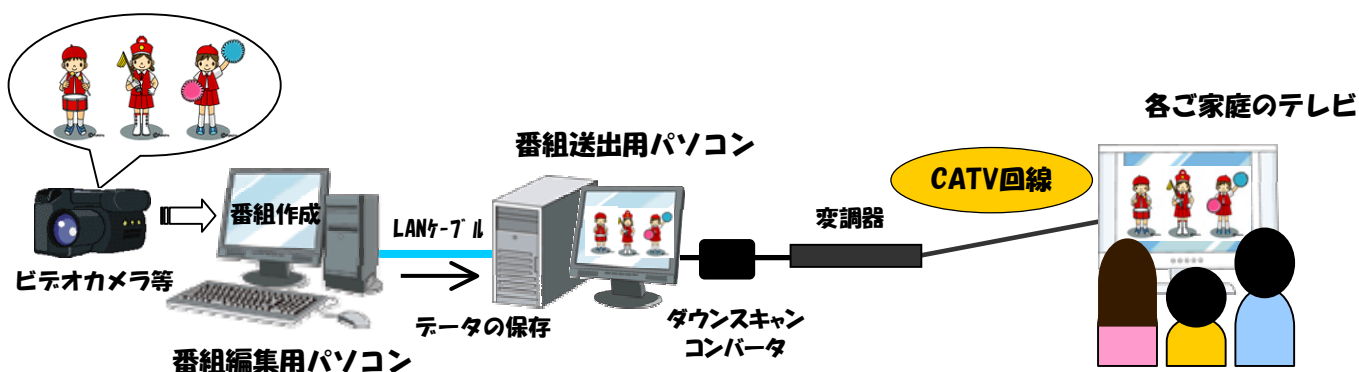 各ご家庭のテレビ
番組送出用パソコン
CATV回線
番組作成
LANｹｰﾌﾞﾙ
変調器
ビデオカメラ等
データの保存
ダウンスキャン
コンバータ
番組編集用パソコン